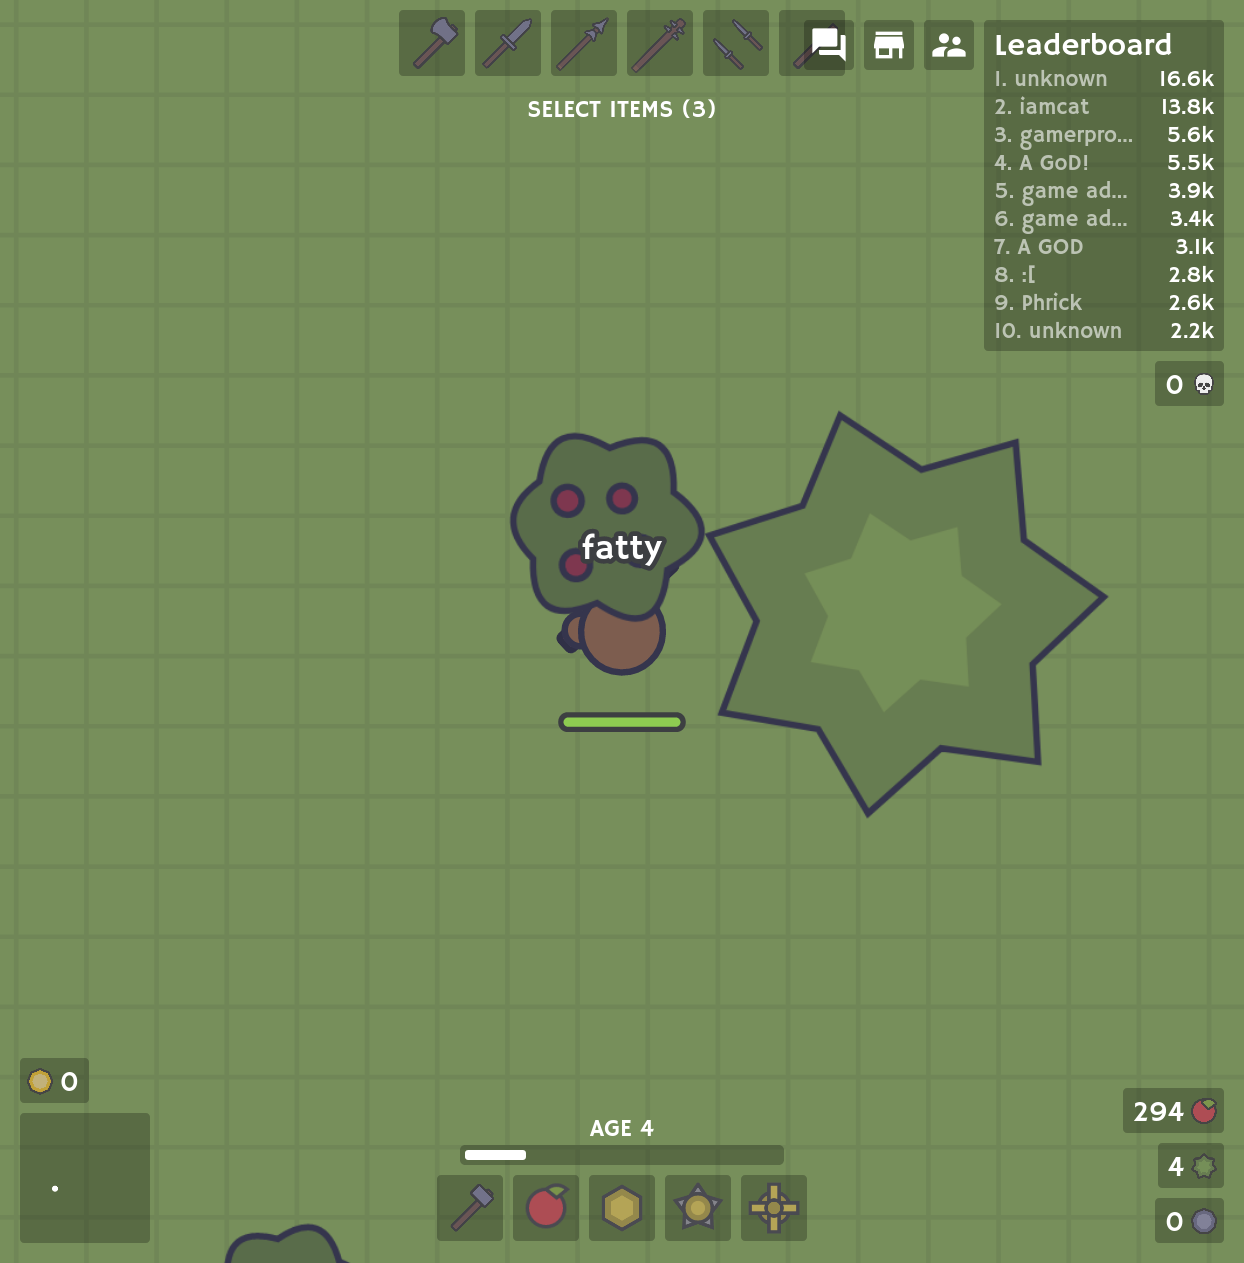 SELECT ITEMS (3)
Leaderboard
1. unknown 16.6k
2. iamcat 13.8k
3. gamerpro... 5.6k
4. A GoD! 5.5k
5. game ad... 3.9k
6. game ad... 3.4k
7. A GOD 3.1k
8. :[ 2.8k
9. Phrick 2.6k
10. unknown 2.2k
0
fatty
0
294
AGE 4
4
0